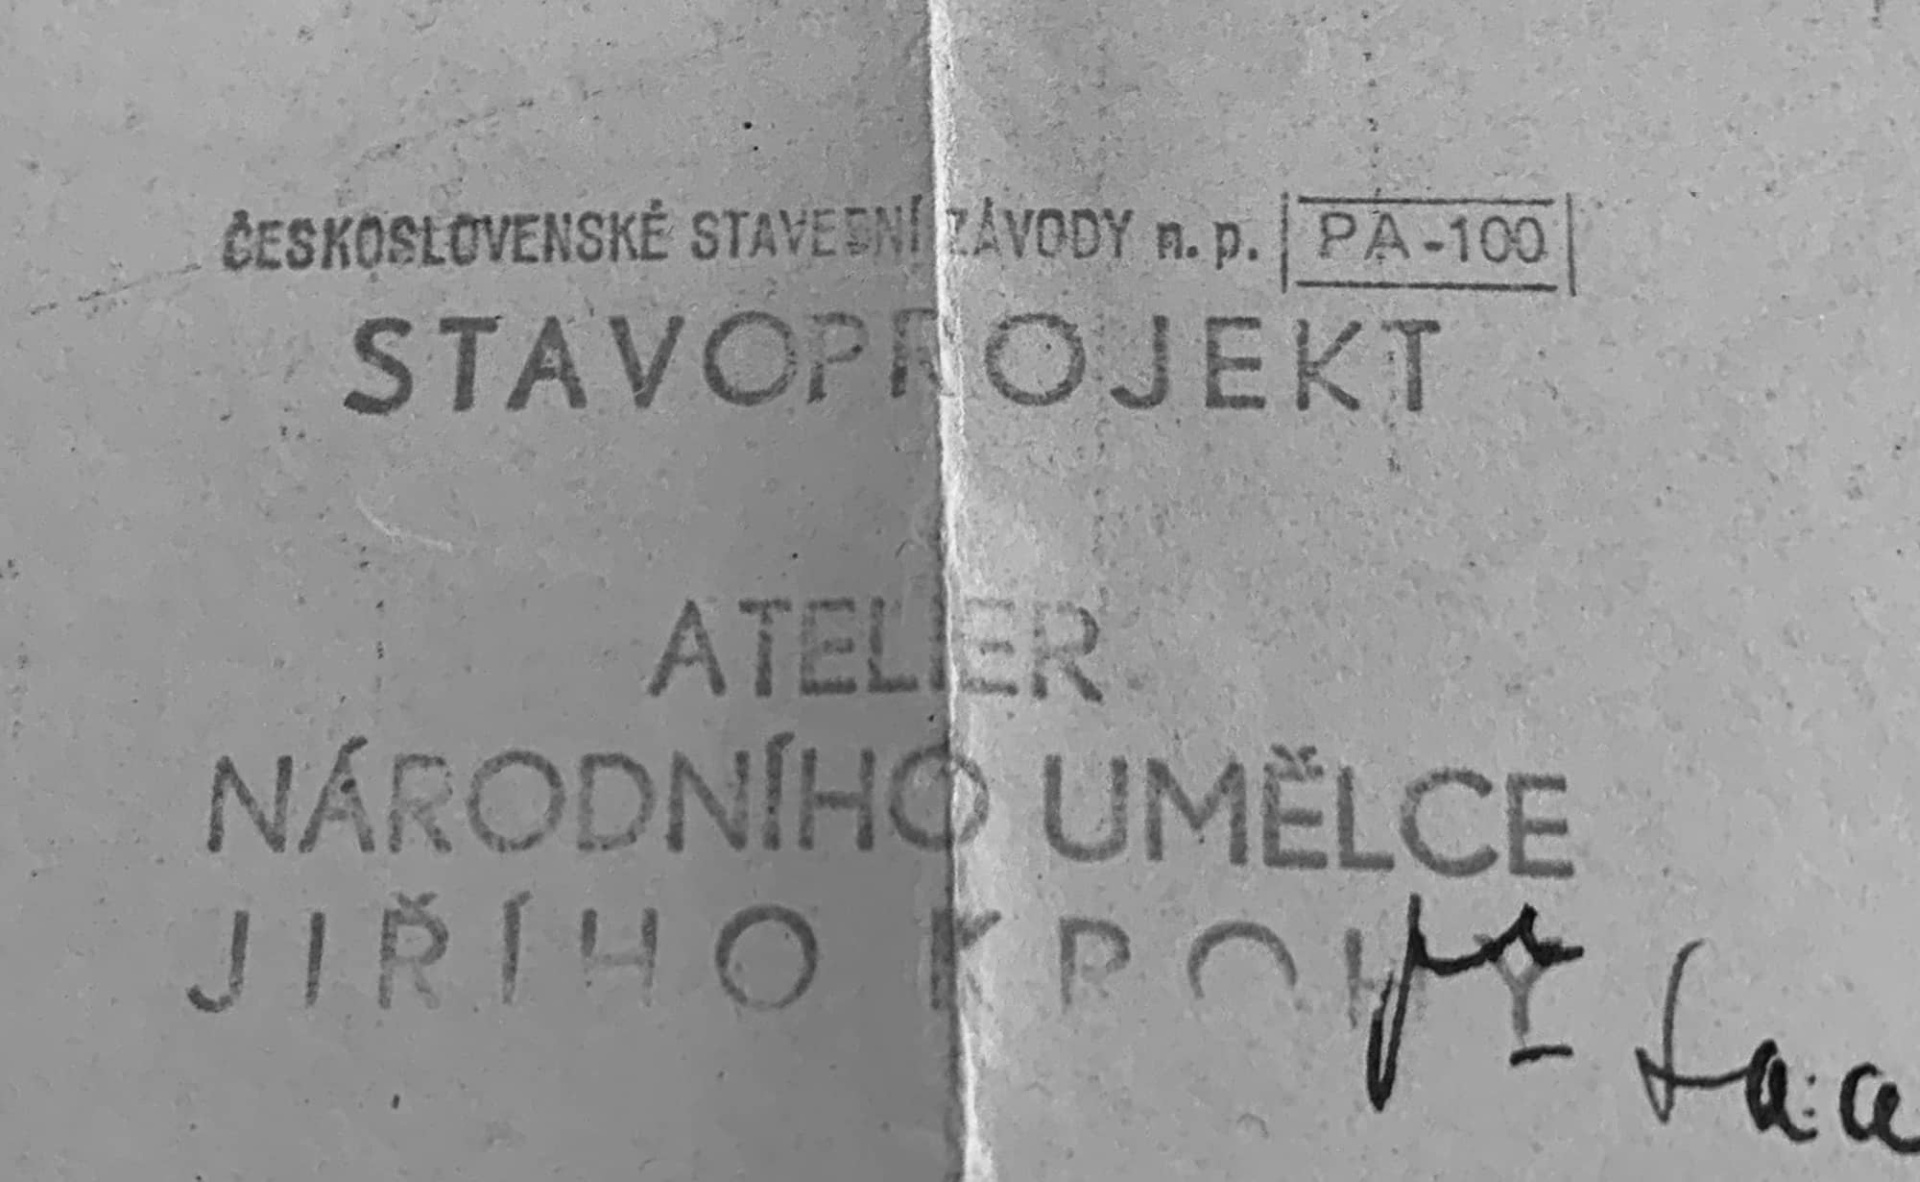 ČESKOSLOVENSKÉ STAVEBNÍ ZÁVODY n. p. PA-100
STAVOPROJEKT
ATELIER
NÁRODNÍHO UMĚLCE
JIŘÍHO KROHY